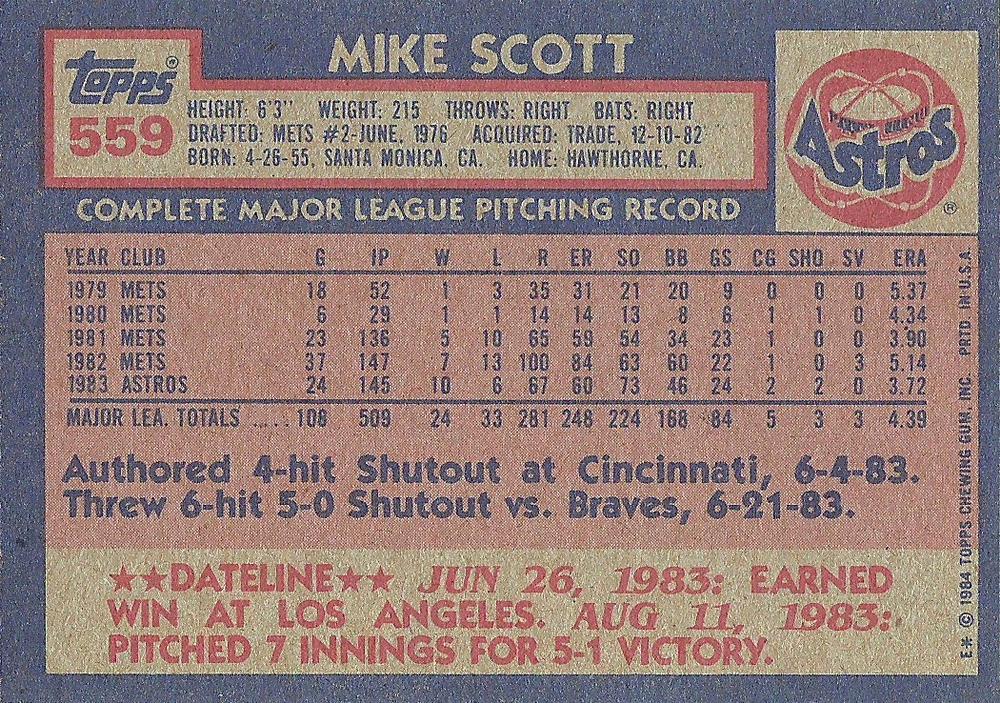 topps®
559
MIKE SCOTT
HEIGHT: 6'3" WEIGHT: 215 THROWS: RIGHT BATS: RIGHT
DRAFTED: METS #2-JUNE, 1976 ACQUIRED: TRADE, 12-10-82
BORN: 4-26-55, SANTA MONICA, CA. HOME: HAWTHORNE, CA.
Astros ®
COMPLETE MAJOR LEAGUE PITCHING RECORD
YEAR CLUB G IP W L R ER SO BB GS CG SHO SV ERA
1979 METS 18 52 1 3 35 31 21 20 9 0 0 0 5.37
1980 METS 6 29 1 1 14 14 13 8 6 1 1 0 4.34
1981 METS 23 136 5 10 65 59 54 34 23 1 0 0 3.90
1982 METS 37 147 7 13 100 84 63 60 22 1 0 3 5.14
1983 ASTROS 24 145 10 6 67 60 73 46 24 2 2 0 3.72
MAJOR LEA. TOTALS ..... 108 509 24 33 281 248 224 168 84 5 3 3 4.39
Authored 4-hit Shutout at Cincinnati, 6-4-83.
Threw 6-hit 5-0 Shutout vs. Braves, 6-21-83.
★★DATELINE★★ JUN 26, 1983: EARNED
WIN AT LOS ANGELES. AUG 11, 1983:
PITCHED 7 INNINGS FOR 5-1 VICTORY.
E* © 1984 TOPPS CHEWING GUM, INC. PRTD. IN U.S.A.